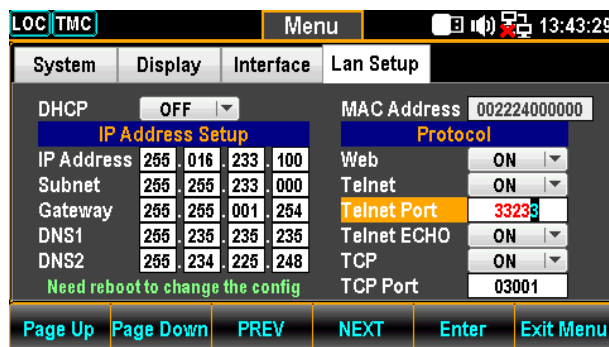 LOC TMC Menu 13:43:29
System Display Interface Lan Setup
DHCP OFF
IP Address Setup
IP Address 255 . 016 . 233 . 100
Subnet 255 . 255 . 233 . 000
Gateway 255 . 255 . 001 . 254
DNS1 255 . 235 . 235 . 235
DNS2 255 . 234 . 225 . 248
Need reboot to change the config
MAC Address 002224000000
Protocol
Web ON
Telnet ON
Telnet Port 33233
Telnet ECHO ON
TCP ON
TCP Port 03001
Page Up Page Down PREV NEXT Enter Exit Menu